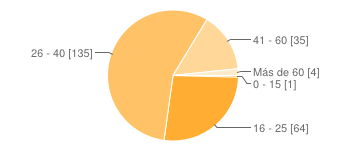 41 - 60 [35]
26 - 40 [135]
Más de 60 [4]
0 - 15 [1]
16 - 25 [64]